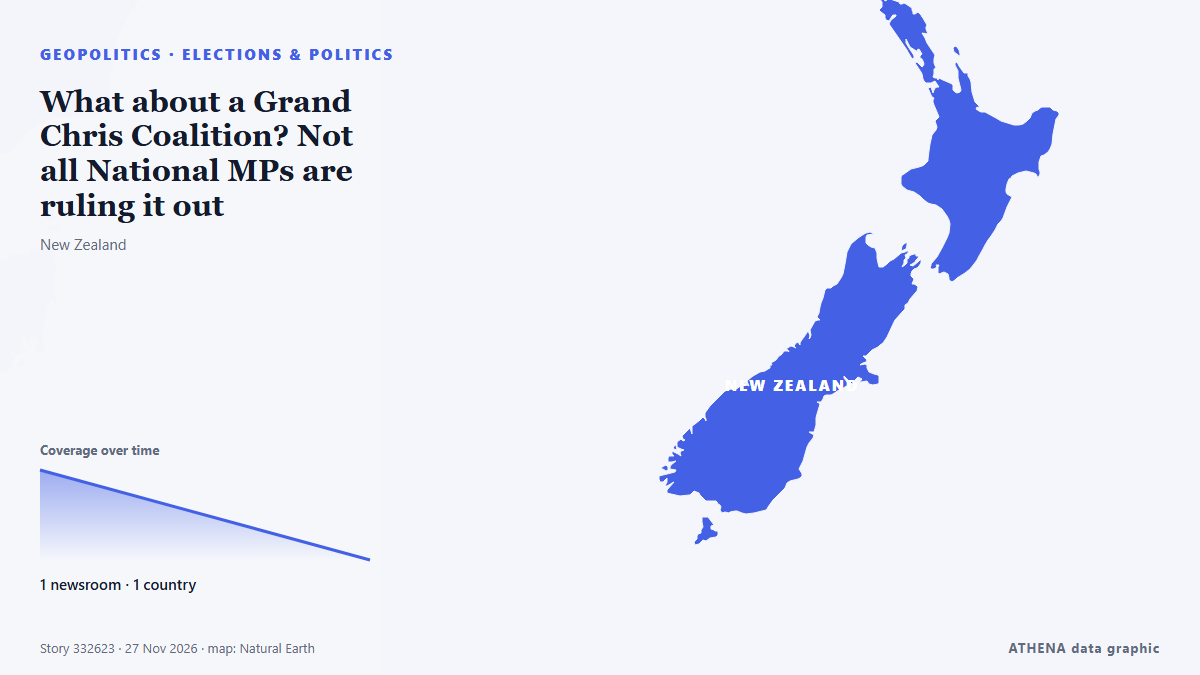 GEOPOLITICS · ELECTIONS & POLITICS
What about a Grand
Chris Coalition? Not
all National MPs are
ruling it out
New Zealand
NEW ZEALAND
Coverage over time
1 newsroom · 1 country
Story 332623 · 27 Nov 2026 · map: Natural Earth
ATHENA data graphic